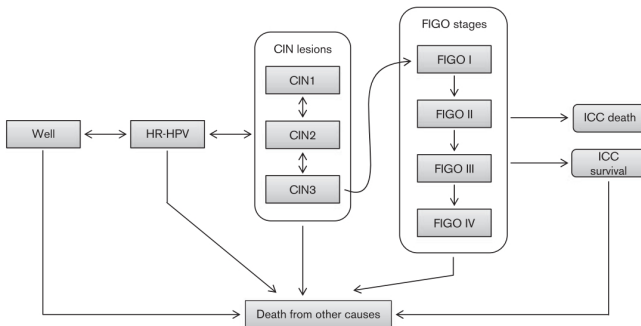 FIGO stages
CIN lesions
FIGO I
CIN1
FIGO II
ICC death
Well
HR-HPV
CIN2
FIGO III
ICC
survival
CIN3
FIGO IV
Death from other causes